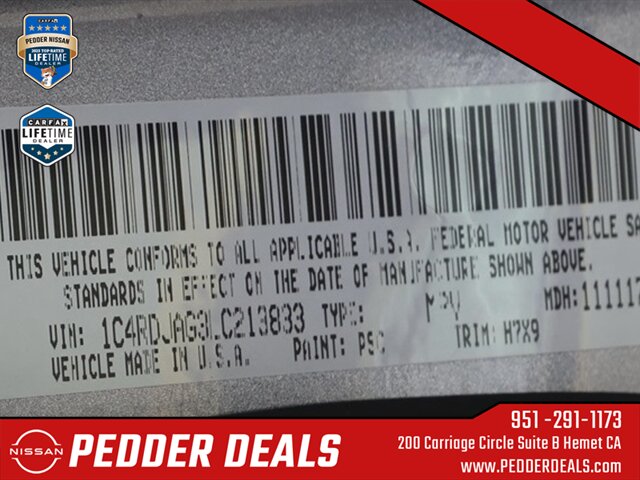 CARFAX
PEDDER NISSAN
TOP-RATED
LIFETIME
DEALER
CARFAX
LIFETIME
DEALER
THIS VEHICLE CONFORMS TO ALL APPLICABLE U.S.A. FEDERAL MOTOR VEHICLE SA
STANDARDS IN EFFECT ON THE DATE OF MANUFACTURE SHOWN ABOVE.
VIN: 1C4RDJAG3LC213833 TYPE: MPV MDH: 111117
VEHICLE MADE IN U.S.A. PAINT: PSC TRIM: H7X9
NISSAN
PEDDER DEALS
951 -291-1173
200 Carriage Circle Suite B Hemet CA
www.PEDDERDEALS.com